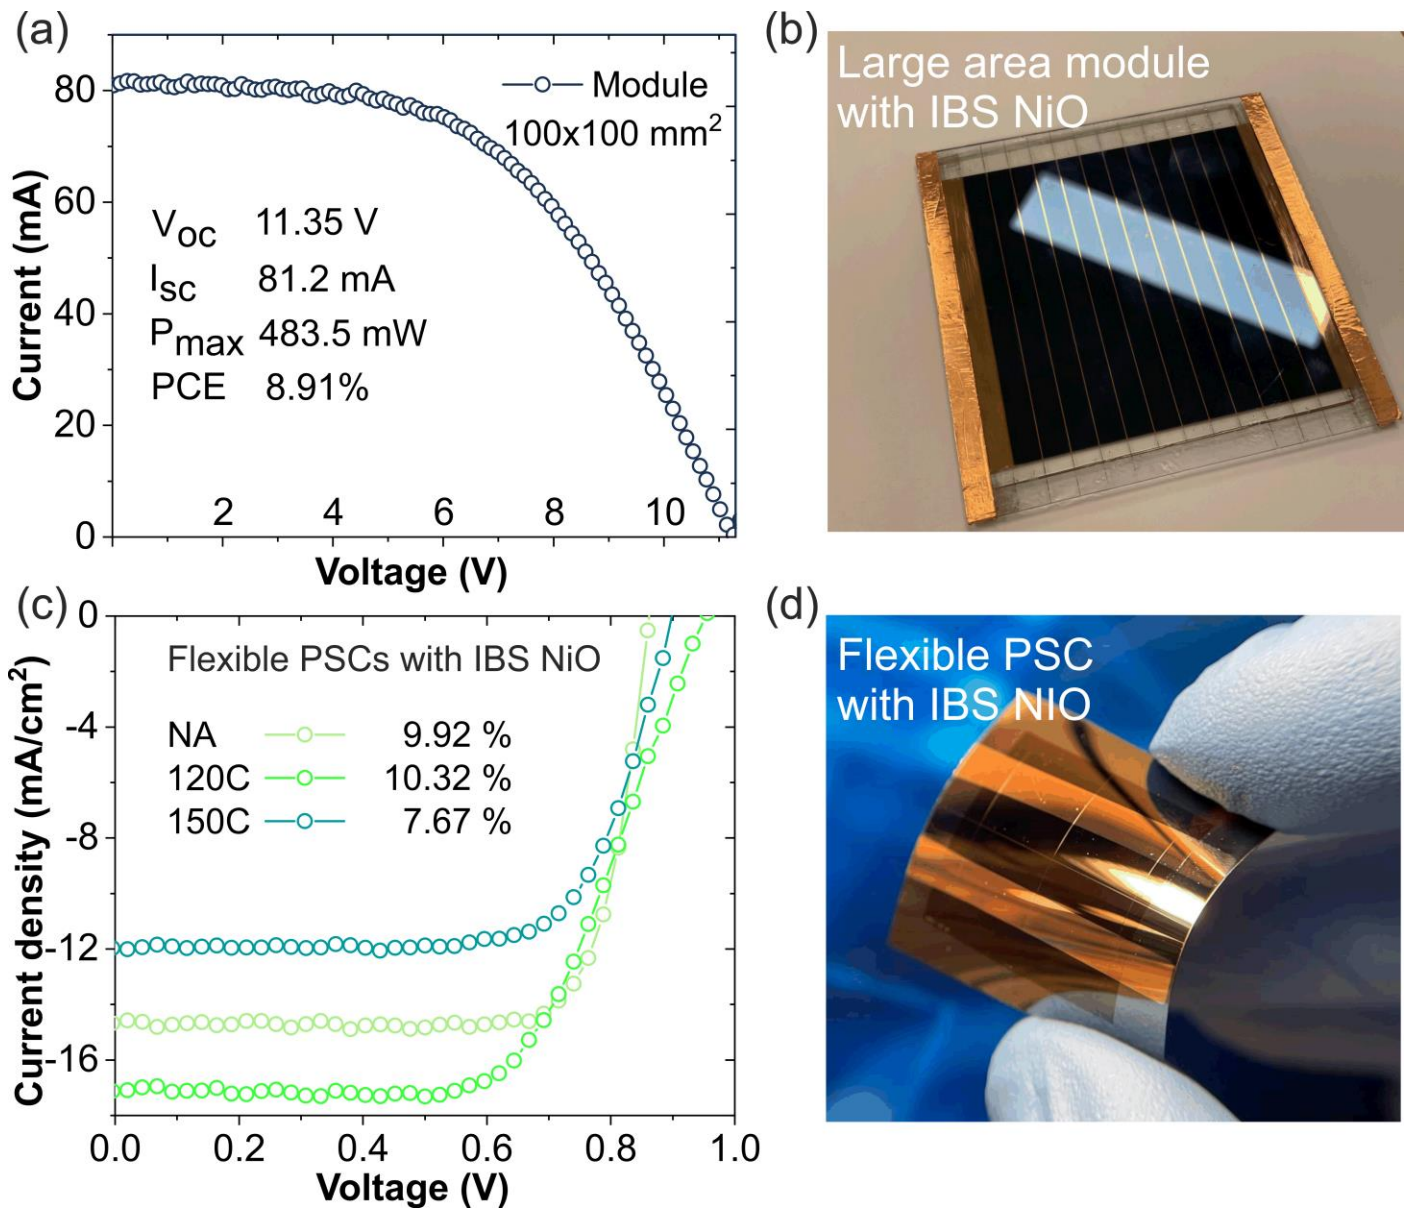 (a)
80
60
40
20
0
Current (mA)
Module
100x100 mm²
V_OC 11.35 V
I_SC 81.2 mA
P_max 483.5 mW
PCE 8.91%
2 4 6 8 10
Voltage (V)
(b)
Large area module
with IBS NiO
(c)
0
-4
-8
-12
-16
Current density (mA/cm²)
Flexible PSCs with IBS NiO
NA 9.92 %
120C 10.32 %
150C 7.67 %
0.0 0.2 0.4 0.6 0.8 1.0
Voltage (V)
(d)
Flexible PSC
with IBS NIO